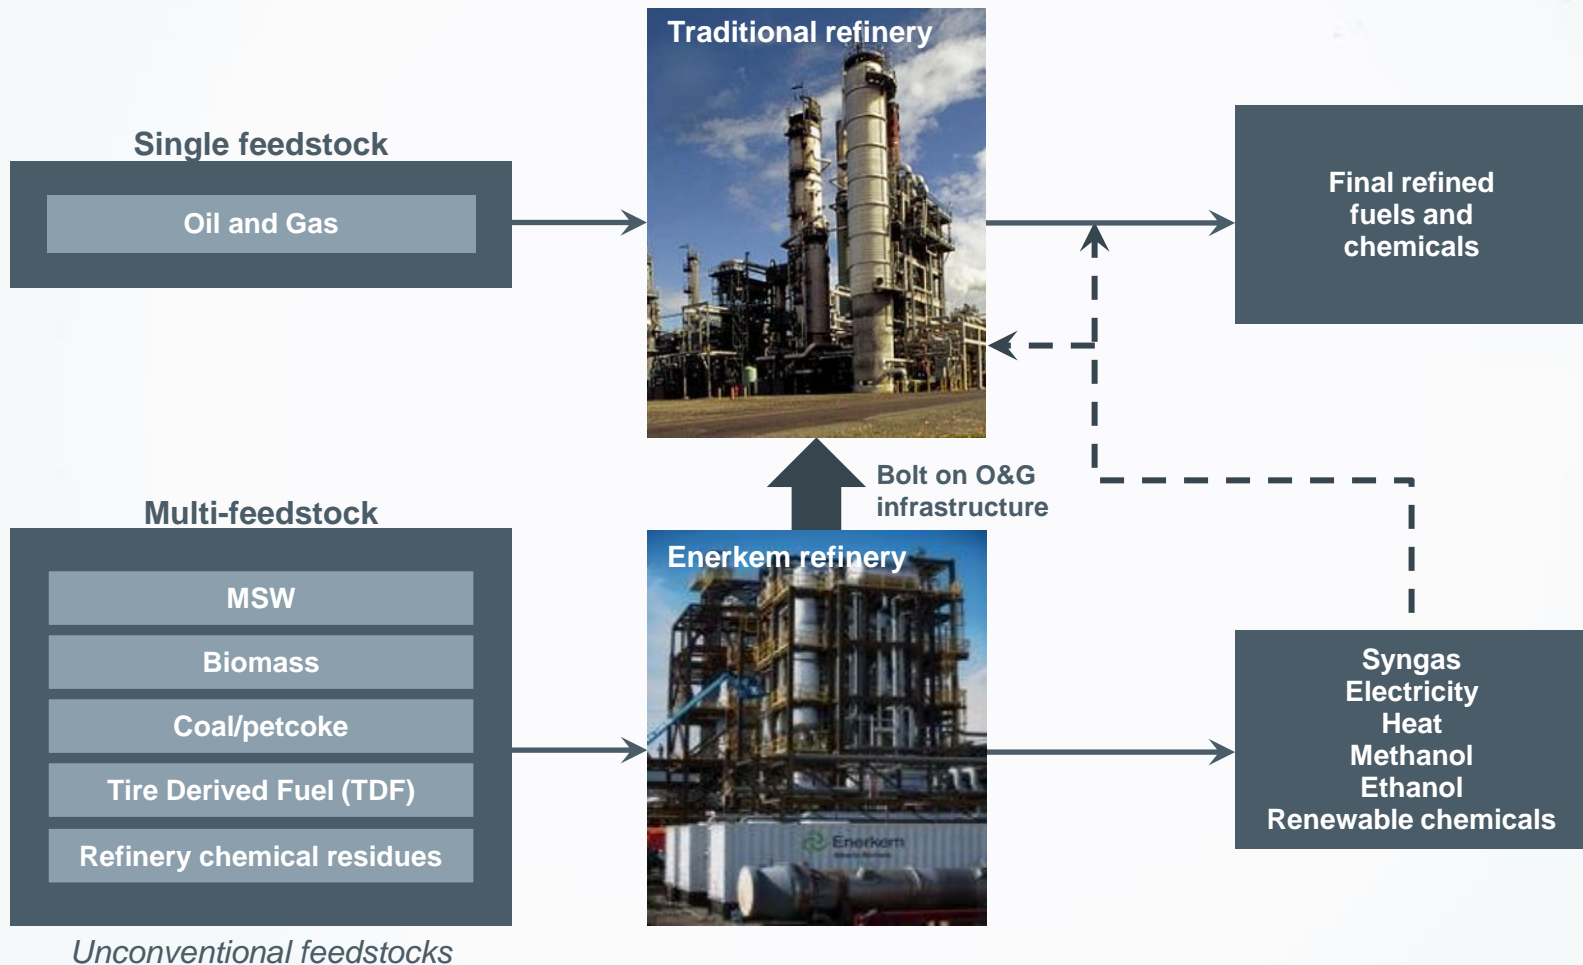 Traditional refinery
Single feedstock
Oil and Gas
Final refined
fuels and
chemicals
Bolt on O&G
infrastructure
Multi-feedstock
MSW
Biomass
Coal/petcoke
Tire Derived Fuel (TDF)
Refinery chemical residues
Unconventional feedstocks
Enerkem refinery
Enerkem
Syngas
Electricity
Heat
Methanol
Ethanol
Renewable chemicals